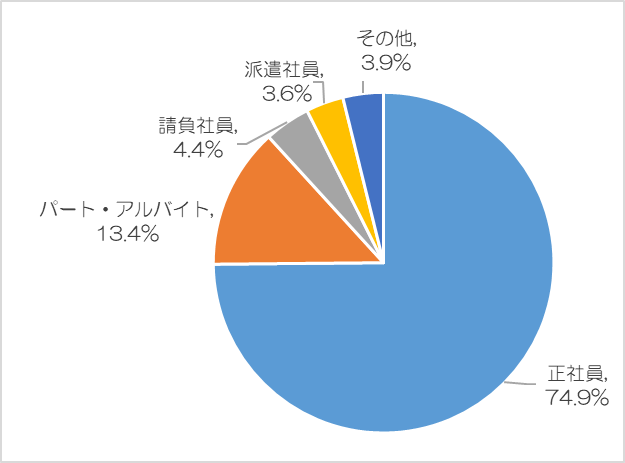 その他,
3.9%
派遣社員,
3.6%
請負社員,
4.4%
パート・アルバイト,
13.4%
正社員,
74.9%